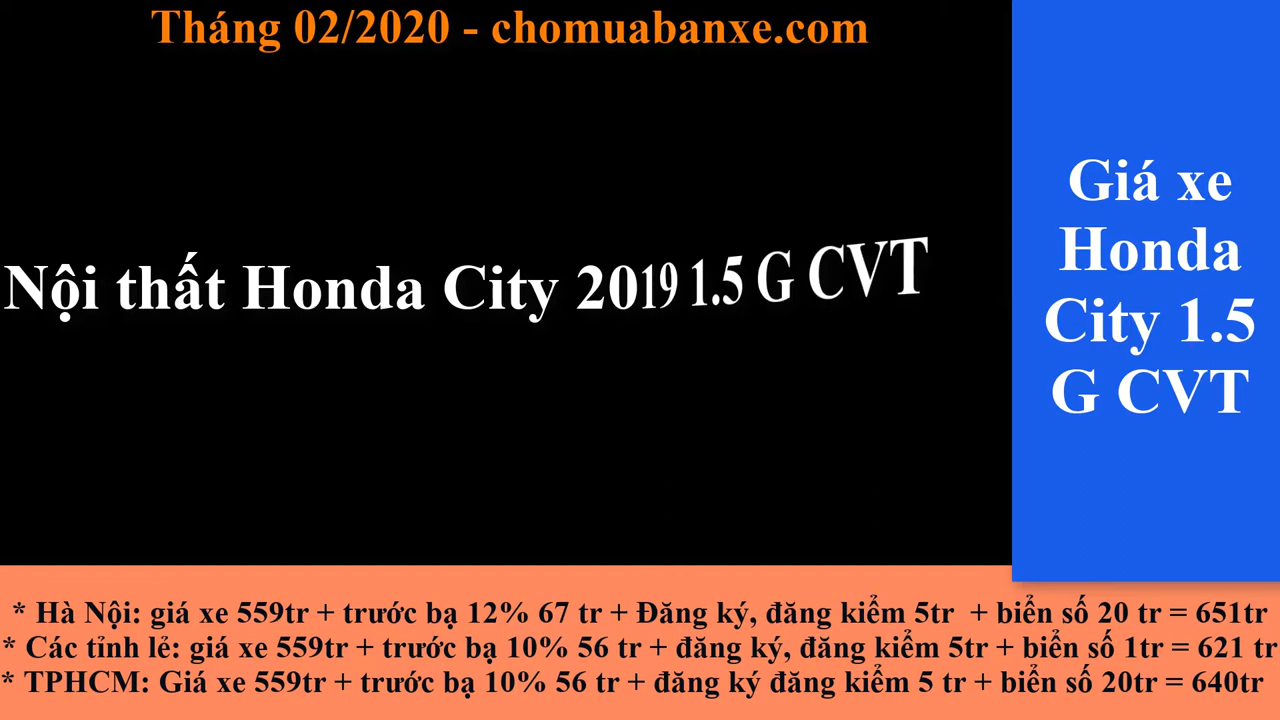 Tháng 02/2020 - chomuabanxe.com
Nội thất Honda City 2019 1.5 G CVT
Giá xe
Honda
City 1.5
G CVT
* Hà Nội: giá xe 559tr + trước bạ 12% 67 tr + Đăng ký, đăng kiểm 5tr + biển số 20 tr = 651tr
* Các tỉnh lẻ: giá xe 559tr + trước bạ 10% 56 tr + đăng ký, đăng kiểm 5tr + biển số 1tr = 621 tr
* TPHCM: Giá xe 559tr + trước bạ 10% 56 tr + đăng ký đăng kiểm 5 tr + biển số 20tr = 640tr